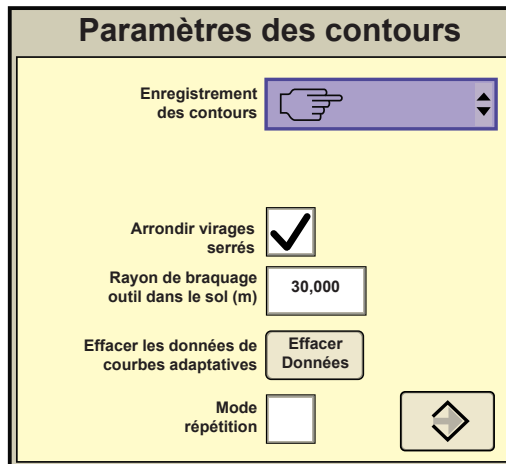 Paramètres des contours
Enregistrement
des contours
Arrondir virages
serrés
Rayon de braquage
outil dans le sol (m)
30,000
Effacer les données de
courbes adaptatives
Effacer
Données
Mode
répétition